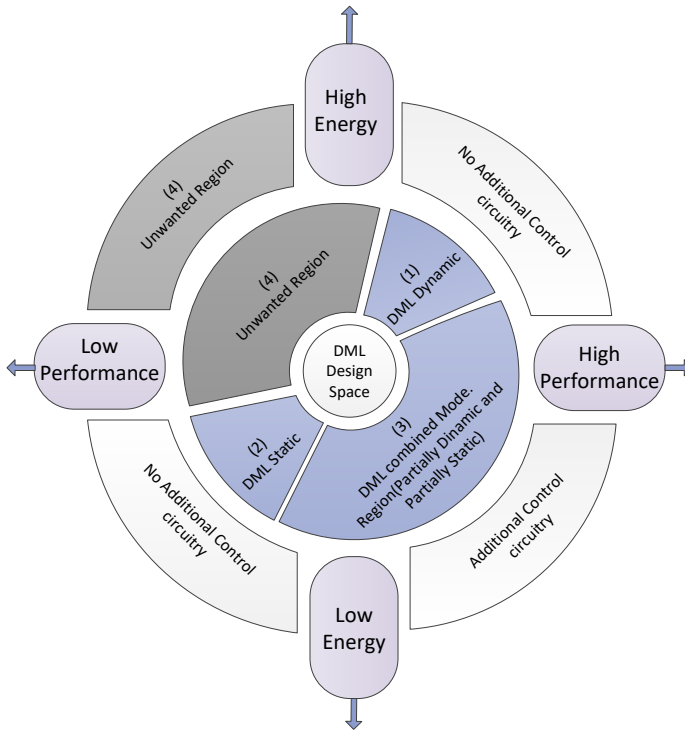 High
Energy
(4)
Unwanted Region
No Additional Control
circuitry
(4)
Unwanted Region
(1)
DML Dynamic
Low
Performance
DML
Design
Space
High
Performance
(2)
DML Static
(3)
DML combined Mode.
Region(Partially Dinamic and
Partially Static)
No Additional Control
circuitry
Additional Control
circuitry
Low
Energy